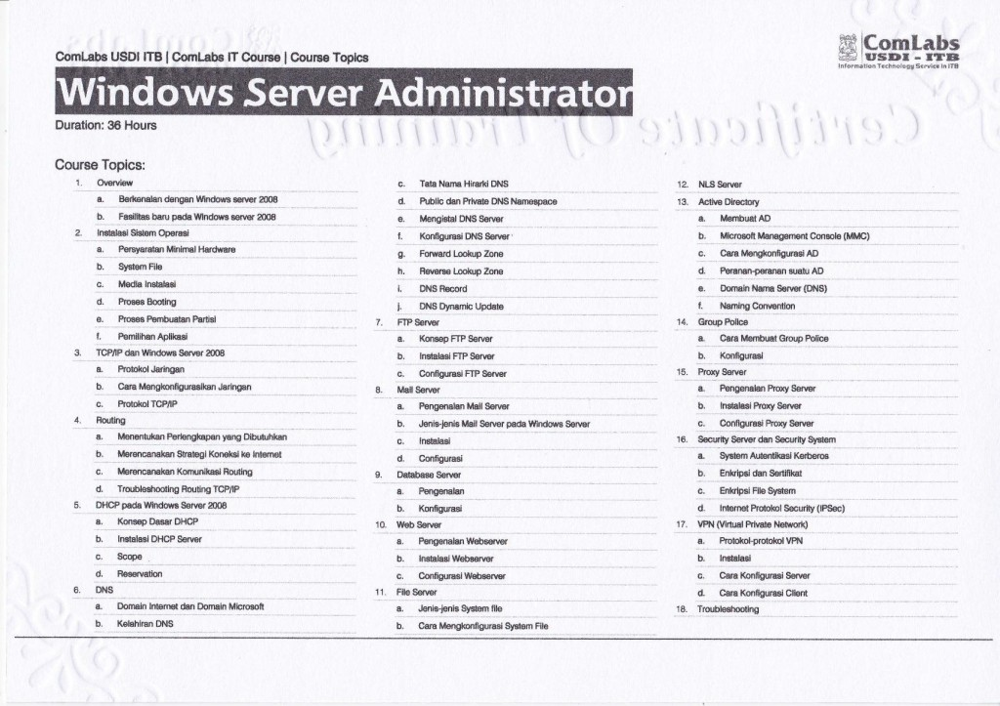 ComLabs USDI ITB | ComLabs IT Course | Course Topics
ComLabs
USDI - ITB
Information Technology Service in ITB
Windows Server Administrator
Duration: 36 Hours
Certificate Of Training
Course Topics:
1. Overview
a. Berkenalan dengan Windows server 2008
b. Fasilitas baru pada Windows server 2008
2. Instalasi Sistem Operasi
a. Persyaratan Minimal Hardware
b. System File
c. Media Instalasi
d. Proses Booting
e. Proses Pembuatan Partisi
f. Pemilihan Aplikasi
3. TCP/IP dan Windows Server 2008
a. Protokol Jaringan
b. Cara Mengkonfigurasikan Jaringan
c. Protokol TCP/IP
4. Routing
a. Menentukan Perlengkapan yang Dibutuhkan
b. Merencanakan Strategi Koneksi ke Internet
c. Merencanakan Komunikasi Routing
d. Troubleshooting Routing TCP/IP
5. DHCP pada Windows Server 2008
a. Konsep Dasar DHCP
b. Instalasi DHCP Server
c. Scope
d. Reservation
6. DNS
a. Domain Internet dan Domain Microsoft
b. Kelahiran DNS
c. Tata Nama Hirarki DNS
d. Public dan Private DNS Namespace
e. Mengistal DNS Server
f. Konfigurasi DNS Server
g. Forward Lookup Zone
h. Reverse Lookup Zone
i. DNS Record
j. DNS Dynamic Update
7. FTP Server
a. Konsep FTP Server
b. Instalasi FTP Server
c. Configurasi FTP Server
8. Mail Server
a. Pengenalan Mail Server
b. Jenis-jenis Mail Server pada Windows Server
c. Instalasi
d. Configurasi
9. Database Server
a. Pengenalan
b. Konfigurasi
10. Web Server
a. Pengenalan Webserver
b. Instalasi Webserver
c. Configurasi Webserver
11. File Server
a. Jenis-jenis System file
b. Cara Mengkonfigurasi System File
12. NLS Server
13. Active Directory
a. Membuat AD
b. Microsoft Management Console (MMC)
c. Cara Mengkonfigurasi AD
d. Peranan-peranan suatu AD
e. Domain Name Server (DNS)
f. Naming Convention
14. Group Police
a. Cara Membuat Group Police
b. Konfigurasi
15. Proxy Server
a. Pengenalan Proxy Server
b. Instalasi Proxy Server
c. Configurasi Proxy Server
16. Security Server dan Security System
a. System Autentikasi Kerberos
b. Enkripsi dan Sertifikat
c. Enkripsi File System
d. Internet Protokol Security (IPSec)
17. VPN (Virtual Private Network)
a. Protokol-protokol VPN
b. Instalasi
c. Cara Konfigurasi Server
d. Cara Konfigurasi Client
18. Troubleshooting